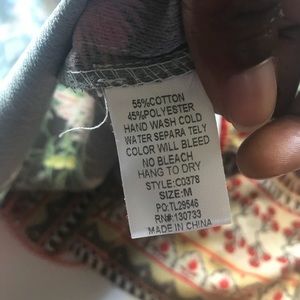 55%COTTON
45%POLYESTER
HAND WASH COLD
WATER SEPARA TELY
COLOR WILL BLEED
NO BLEACH
HANG TO DRY
STYLE:C0378
SIZE:M
PO:TL29546
RN#:130733
MADE IN CHINA